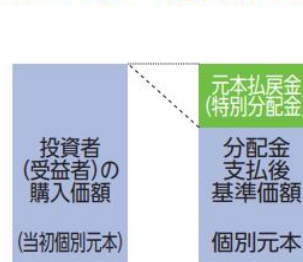 元本払戻金
(特別分配金)
投資者
(受益者)の
購入価額
(当初個別元本)
分配金
支払後
基準価額
個別元本